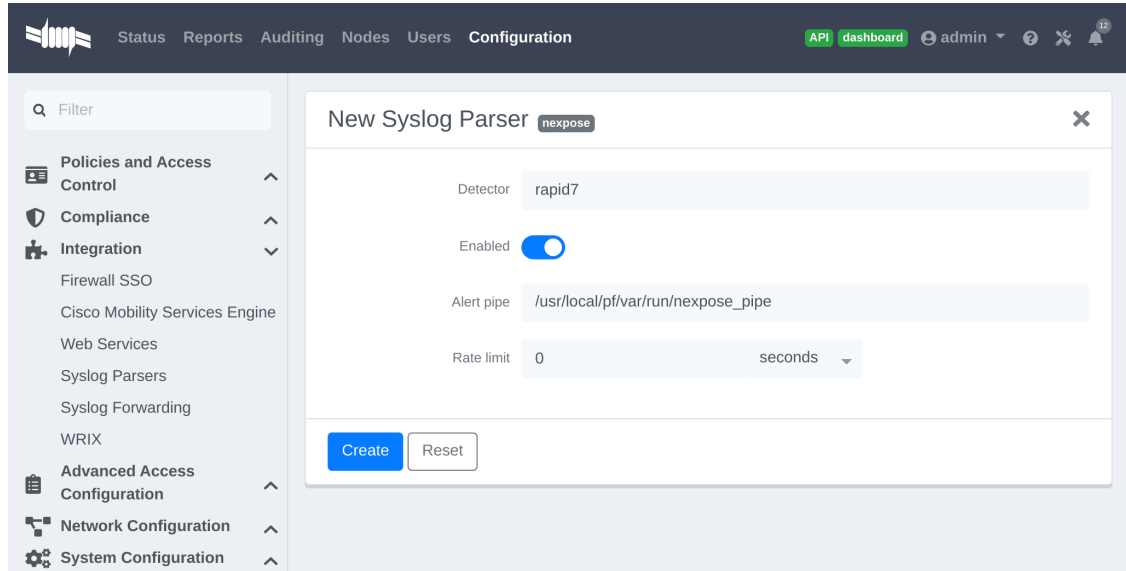 Status Reports Auditing Nodes Users Configuration API dashboard admin 12
Filter
Policies and Access
Control
Compliance
Integration
Firewall SSO
Cisco Mobility Services Engine
Web Services
Syslog Parsers
Syslog Forwarding
WRIX
Advanced Access
Configuration
Network Configuration
System Configuration
New Syslog Parser nexpose
Detector rapid7
Enabled
Alert pipe /usr/local/pf/var/run/nexpose_pipe
Rate limit 0 seconds
Create Reset